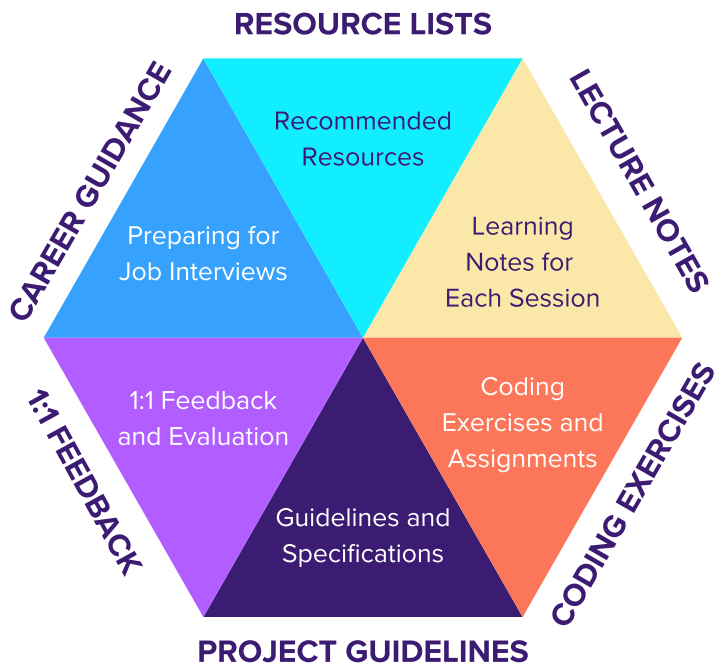 RESOURCE LISTS
CAREER GUIDANCE
LECTURE NOTES
Recommended
Resources
Preparing for
Job Interviews
Learning
Notes for
Each Session
1:1 Feedback
and Evaluation
Coding
Exercises and
Assignments
Guidelines and
Specifications
1:1 FEEDBACK
CODING EXERCISES
PROJECT GUIDELINES